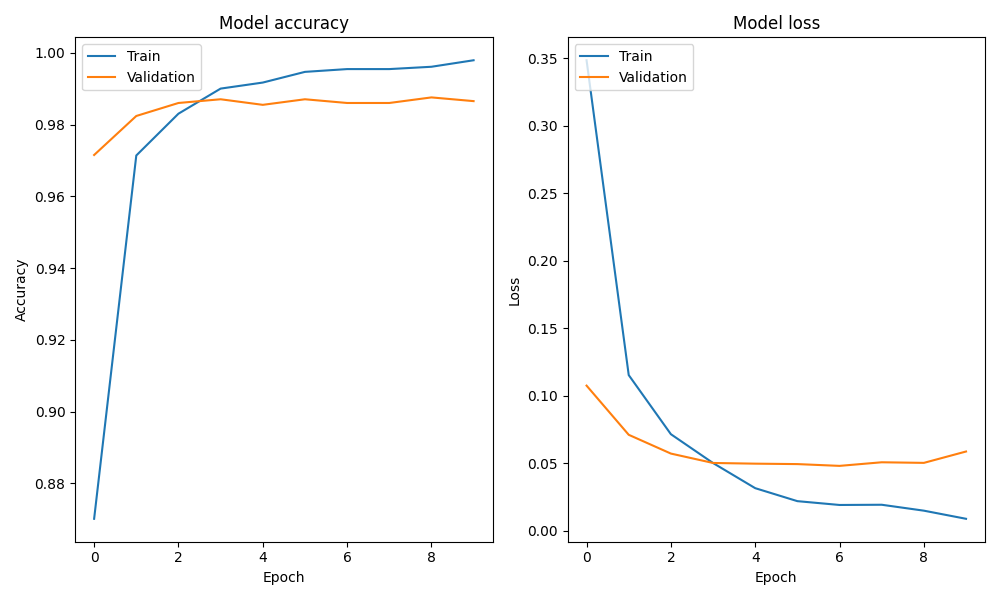 Model accuracy
Train
Validation
1.00
0.98
0.96
0.94
0.92
0.90
0.88
Accuracy
0 2 4 6 8
Epoch
Model loss
Train
Validation
0.35
0.30
0.25
0.20
0.15
0.10
0.05
0.00
Loss
0 2 4 6 8
Epoch